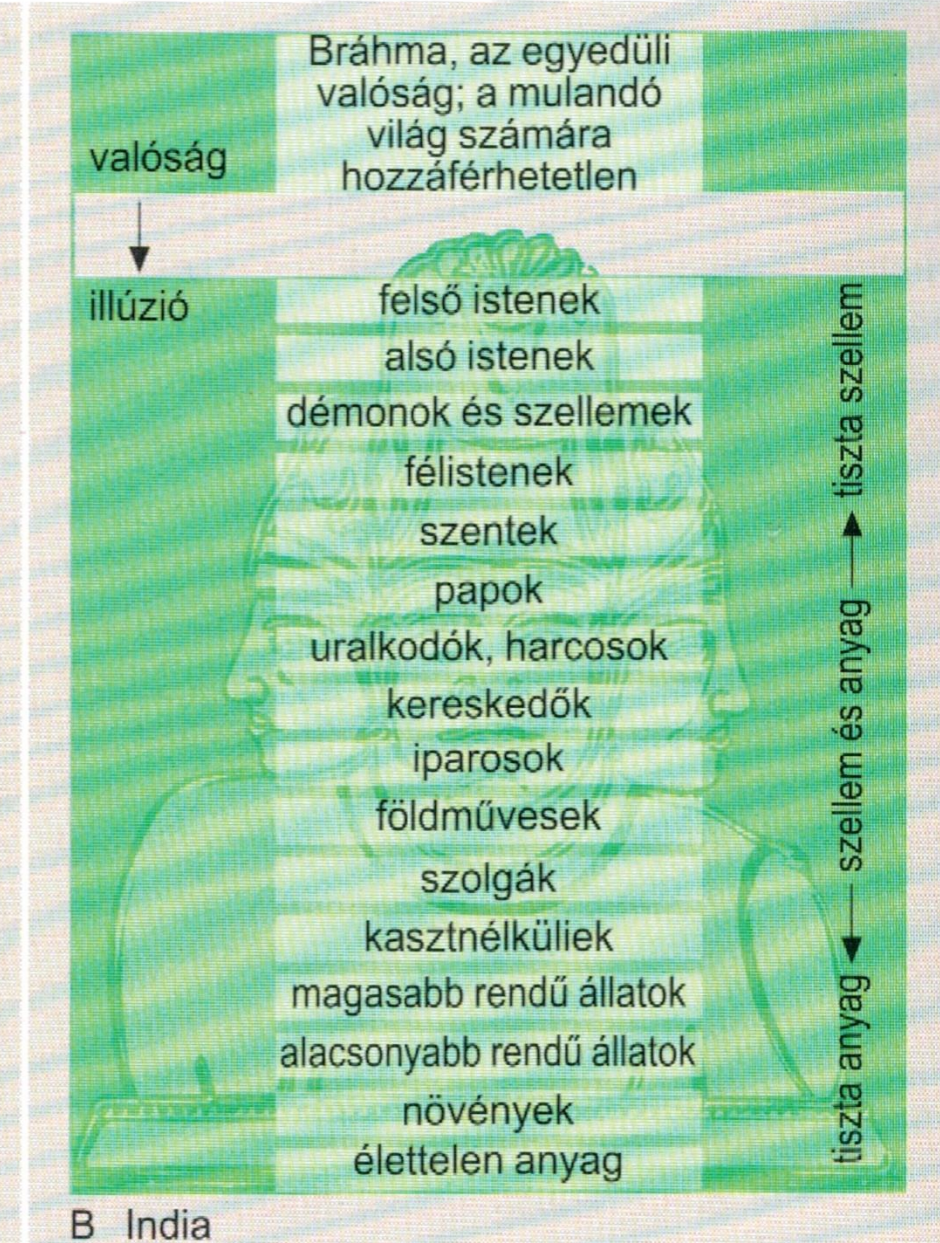 Bráhma, az egyedüli
valóság; a mulandó
világ számára
hozzáférhetetlen
valóság
illúzió
felső istenek
alsó istenek
démonok és szellemek
félistenek
szentek
papok
uralkodók, harcosok
kereskedők
iparosok
földművesek
szolgák
kasztnélküliek
magasabb rendű állatok
alacsonyabb rendű állatok
növények
élettelen anyag
tiszta anyag szellem és anyag tiszta szellem
B India